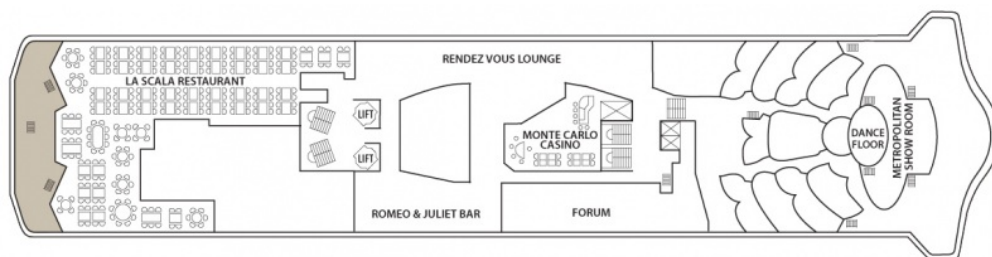 RENDEZ VOUS LOUNGE
LA SCALA RESTAURANT
LIFT
MONTE CARLO
CASINO
DANCE
FLOOR
METROPOLITAN
SHOW ROOM
LIFT
ROMEO & JULIET BAR
FORUM